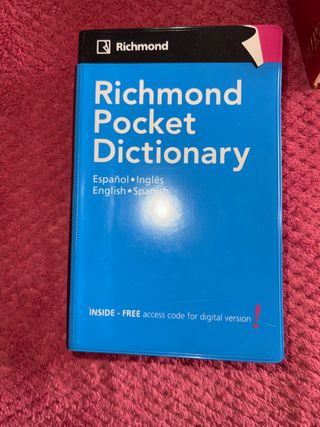 Richmond
Richmond
Pocket
Dictionary
Español • Inglés
English • Spanish
INSIDE - FREE access code for digital version !